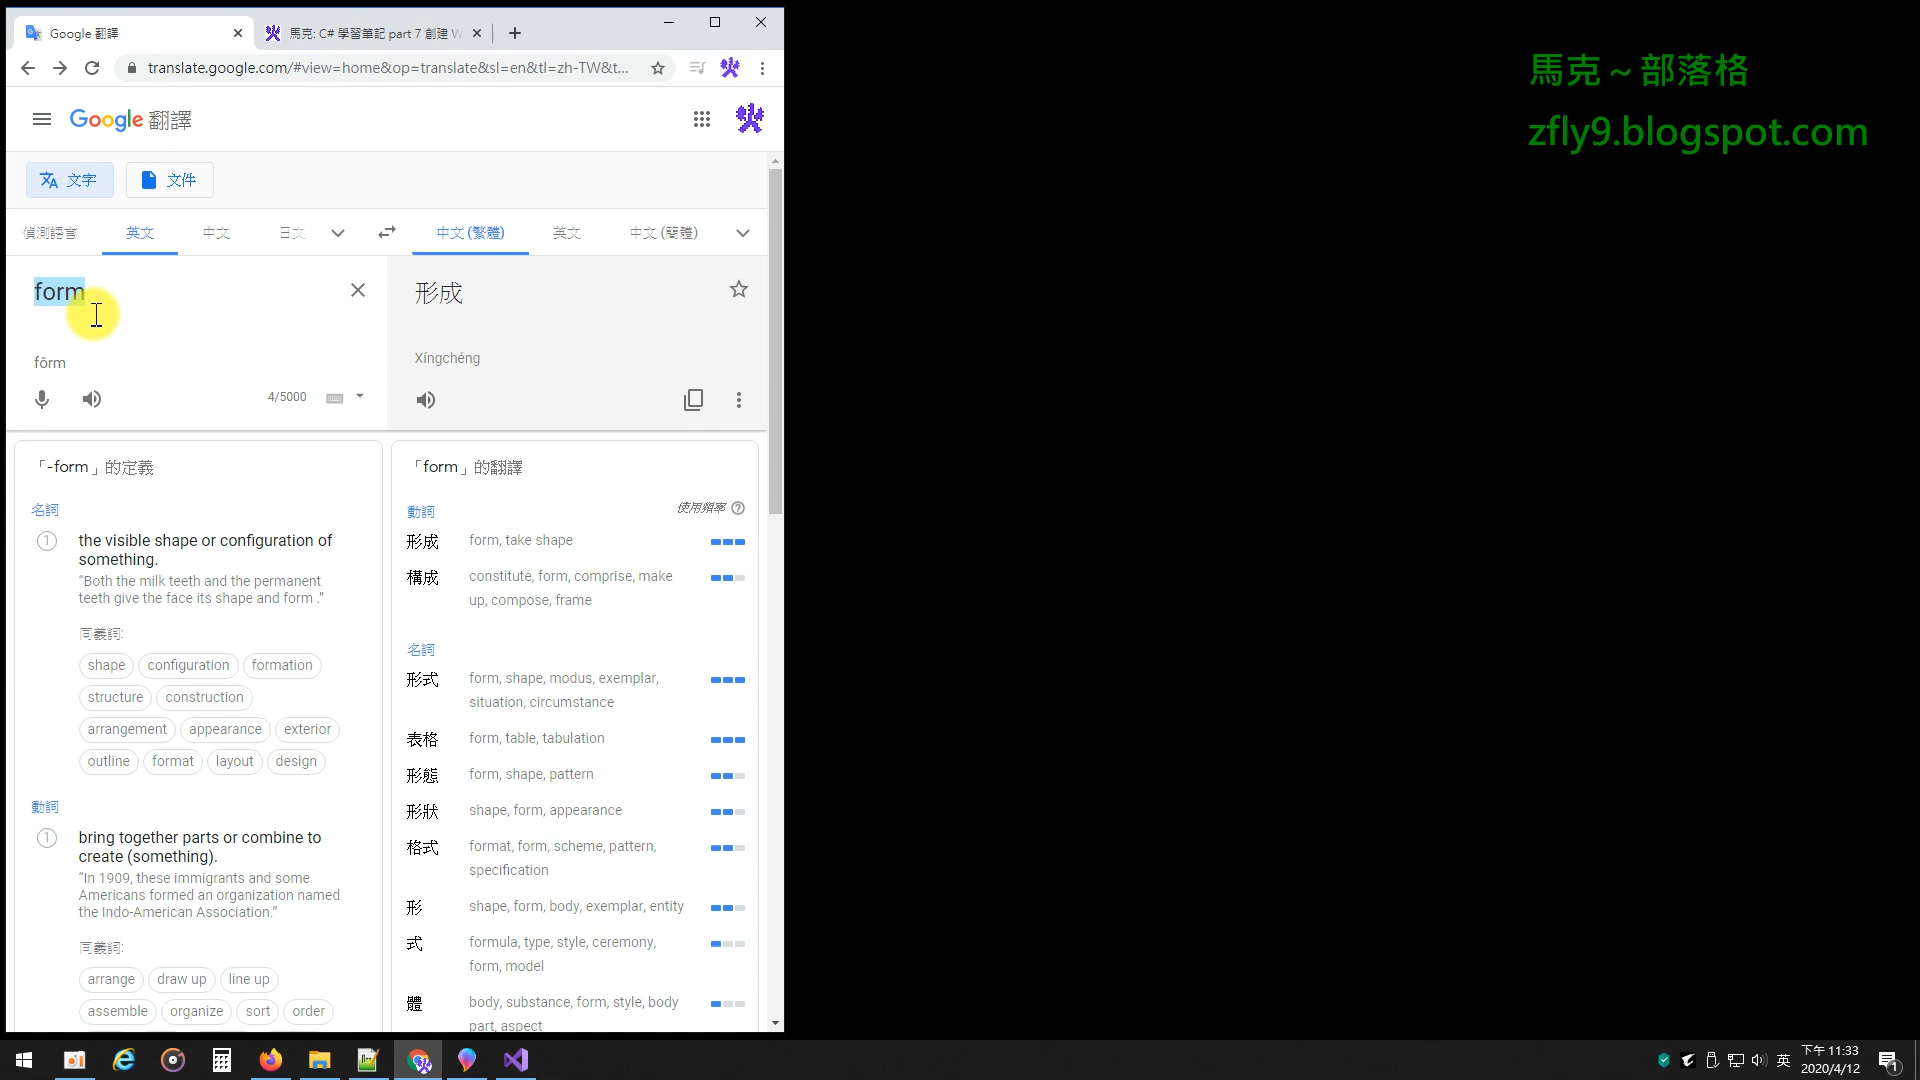 Google 翻譯
馬克: C# 學習筆記 part 7 創建 W
translate.google.com/#view=home&op=translate&sl=en&tl=zh-TW&t...
Google 翻譯
文字
文件
偵測語言
英文
中文
日文
中文 (繁體)
英文
中文 (簡體)
form
fôrm
4/5000
形成
Xíngchéng
「-form」的定義
名詞
1
the visible shape or configuration of
something.
“Both the milk teeth and the permanent
teeth give the face its shape and form .”
同義詞:
shape
configuration
formation
structure
construction
arrangement
appearance
exterior
outline
format
layout
design
動詞
1
bring together parts or combine to
create (something).
“In 1909, these immigrants and some
Americans formed an organization named
the Indo-American Association.”
同義詞:
arrange
draw up
line up
assemble
organize
sort
order
「form」的翻譯
動詞
使用頻率
形成
form, take shape
構成
constitute, form, comprise, make
up, compose, frame
名詞
形式
form, shape, modus, exemplar,
situation, circumstance
表格
form, table, tabulation
形態
form, shape, pattern
形狀
shape, form, appearance
格式
format, form, scheme, pattern,
specification
形
shape, form, body, exemplar, entity
式
formula, type, style, ceremony,
form, model
體
body, substance, form, style, body
part, aspect
馬克～部落格
zfly9.blogspot.com
英
下午 11:33
2020/4/12
1